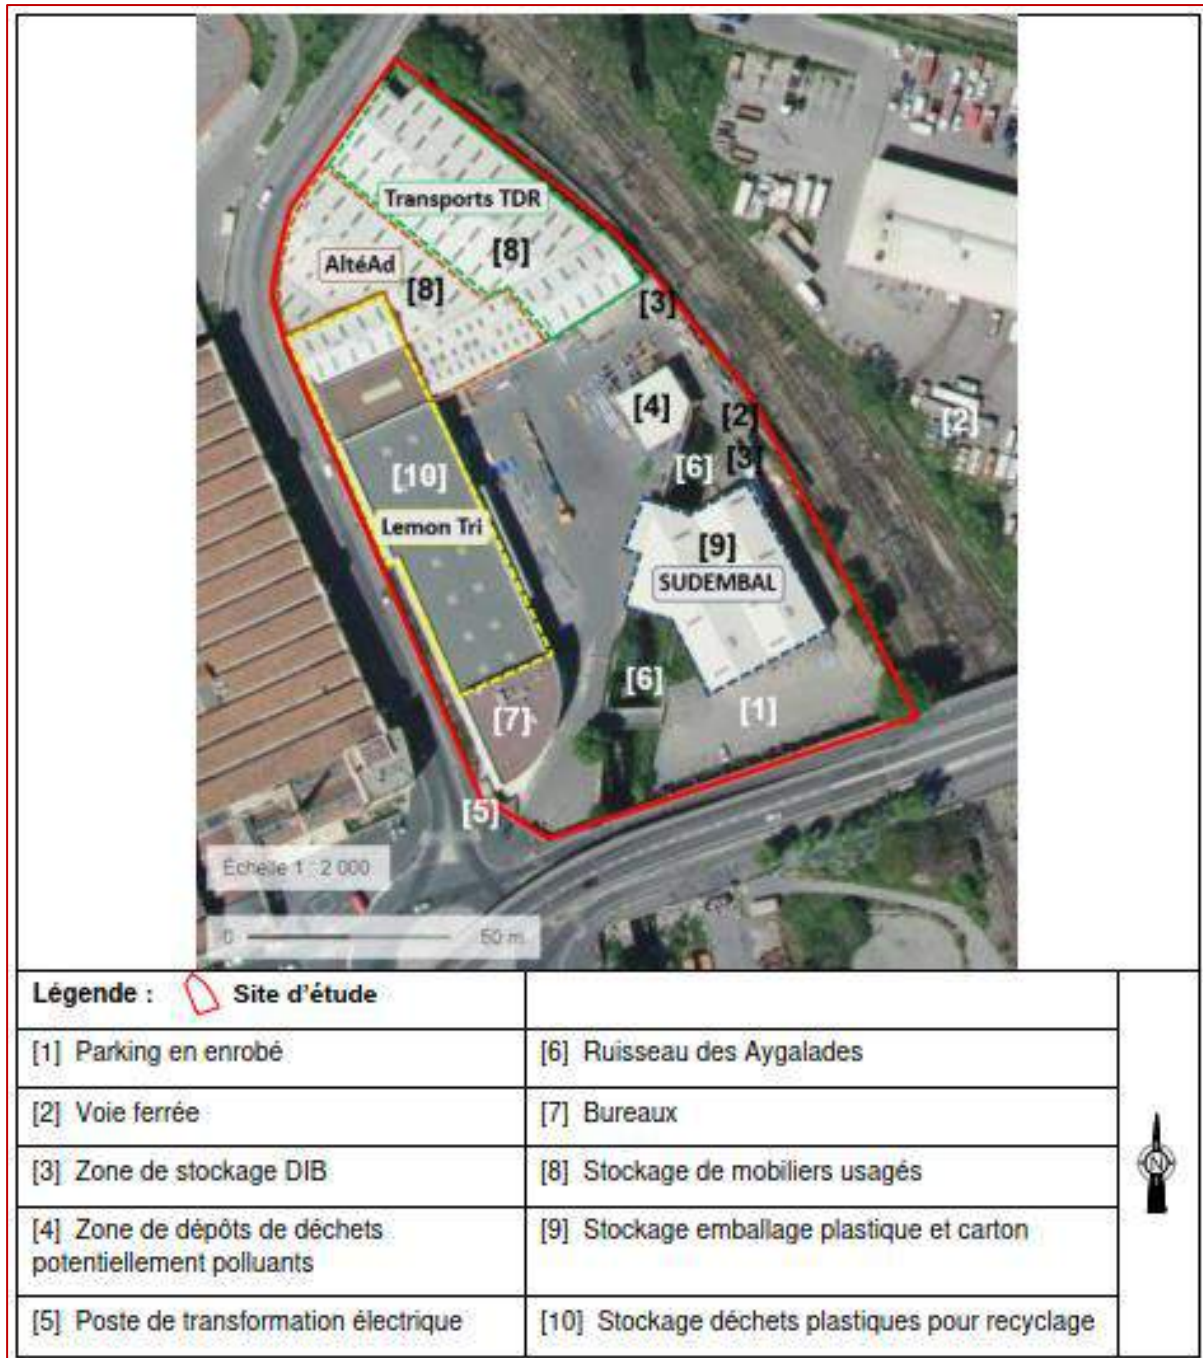 Transports TDR
[8]
AltéAd
[8]
[3]
[4]
[2]
[2]
[6]
[3]
[10]
Lemon Tri
[9]
SUDEMBAL
[6]
[7]
[1]
[5]
Échelle 1 : 2 000
0 50 m
Légende : Site d'étude
[1] Parking en enrobé
[6] Ruisseau des Aygalades
[2] Voie ferrée
[7] Bureaux
[3] Zone de stockage DIB
[8] Stockage de mobiliers usagés
[4] Zone de dépôts de déchets
potentiellement polluants
[9] Stockage emballage plastique et carton
[5] Poste de transformation électrique
[10] Stockage déchets plastiques pour recyclage
N